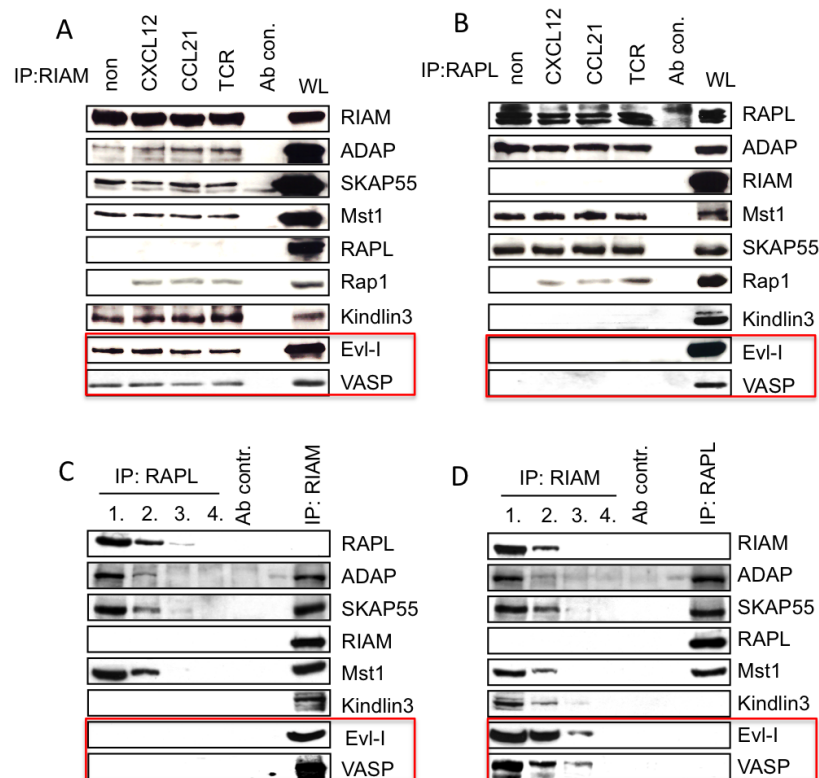 A
IP:RIAM
non
CXCL12
CCL21
TCR
Ab con.
WL
RIAM
ADAP
SKAP55
Mst1
RAPL
Rap1
Kindlin3
Evl-I
VASP
B
IP:RAPL
non
CXCL12
CCL21
TCR
Ab con.
WL
RAPL
ADAP
RIAM
Mst1
SKAP55
Rap1
Kindlin3
Evl-I
VASP
C
IP: RAPL
1. 2. 3. 4.
Ab contr.
IP: RIAM
RAPL
ADAP
SKAP55
RIAM
Mst1
Kindlin3
Evl-I
VASP
D
IP: RIAM
1. 2. 3. 4.
Ab contr.
IP: RAPL
RIAM
ADAP
SKAP55
RAPL
Mst1
Kindlin3
Evl-I
VASP